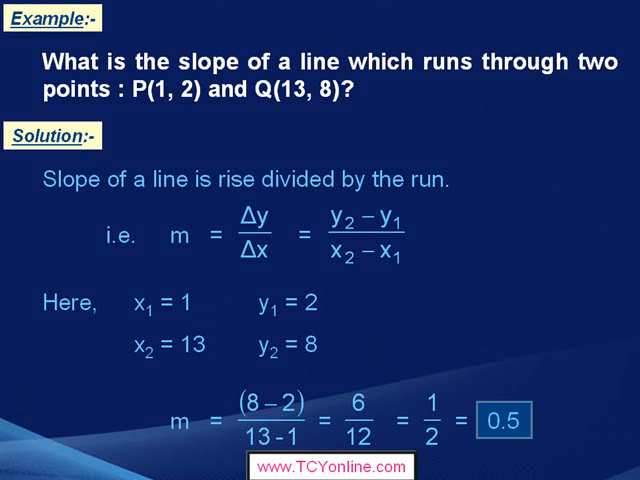 Example:-
What is the slope of a line which runs through two
points : P(1, 2) and Q(13, 8)?
Solution:-
Slope of a line is rise divided by the run.
i.e. m = Δy/Δx = y₂ – y₁/x₂ – x₁
Here, x₁ = 1 y₁ = 2
x₂ = 13 y₂ = 8
m = (8 – 2)/13 - 1 = 6/12 = 1/2 = 0.5
www.TCYonline.com